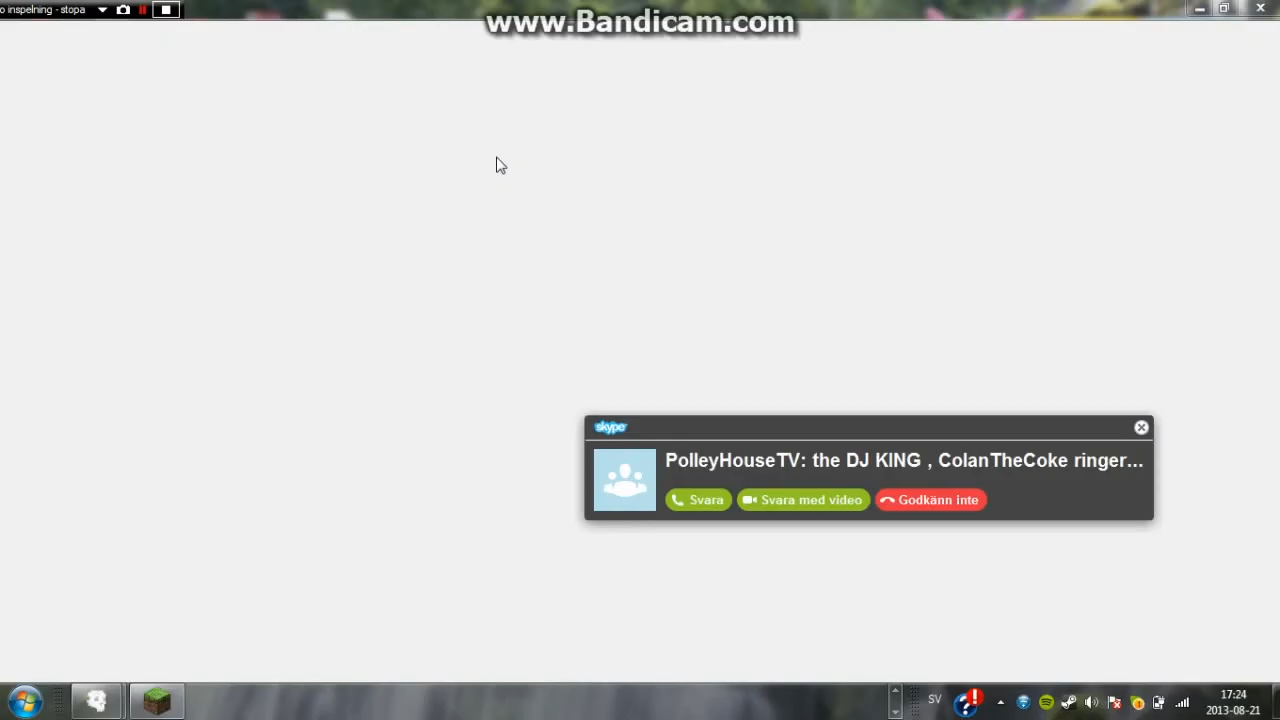 o inspelning - stopa
www.Bandicam.com
skype
PolleyHouseTV: the DJ KING , ColanTheCoke ringer...
Svara
Svara med video
Godkänn inte
SV
17:24
2013-08-21